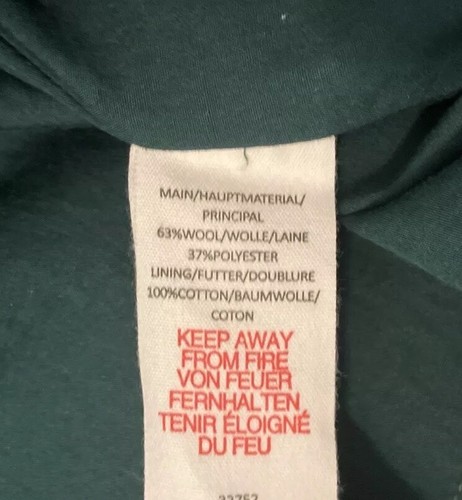 MAIN/HAUPTMATERIAL/
PRINCIPAL
63%WOOL/WOLLE/LAINE
37%POLYESTER
LINING/FUTTER/DOUBLURE
100%COTTON/BAUMWOLLE/
COTON
KEEP AWAY
FROM FIRE
VON FEUER
FERNHALTEN
TENIR ÉLOIGNÉ
DU FEU